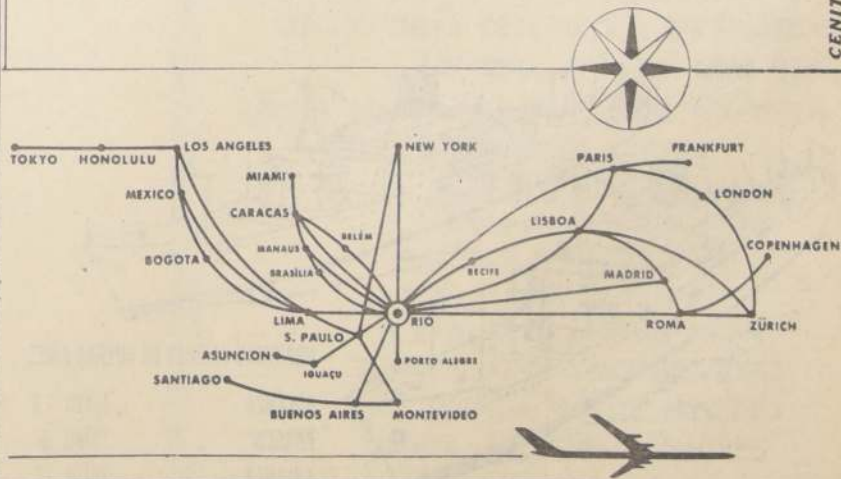 CENIT
TOKYO
HONOLULU
LOS ANGELES
NEW YORK
PARIS
FRANKFURT
MIAMI
MEXICO
LONDON
CARACAS
LISBOA
BELÉM
COPENHAGEN
MANAUS
BOGOTA
BRASÍLIA
RECIFE
MADRID
LIMA
RIO
ROMA
ZÜRICH
S. PAULO
ASUNCION
IGUAÇU
PORTO ALEGRE
SANTIAGO
BUENOS AIRES
MONTEVIDEO